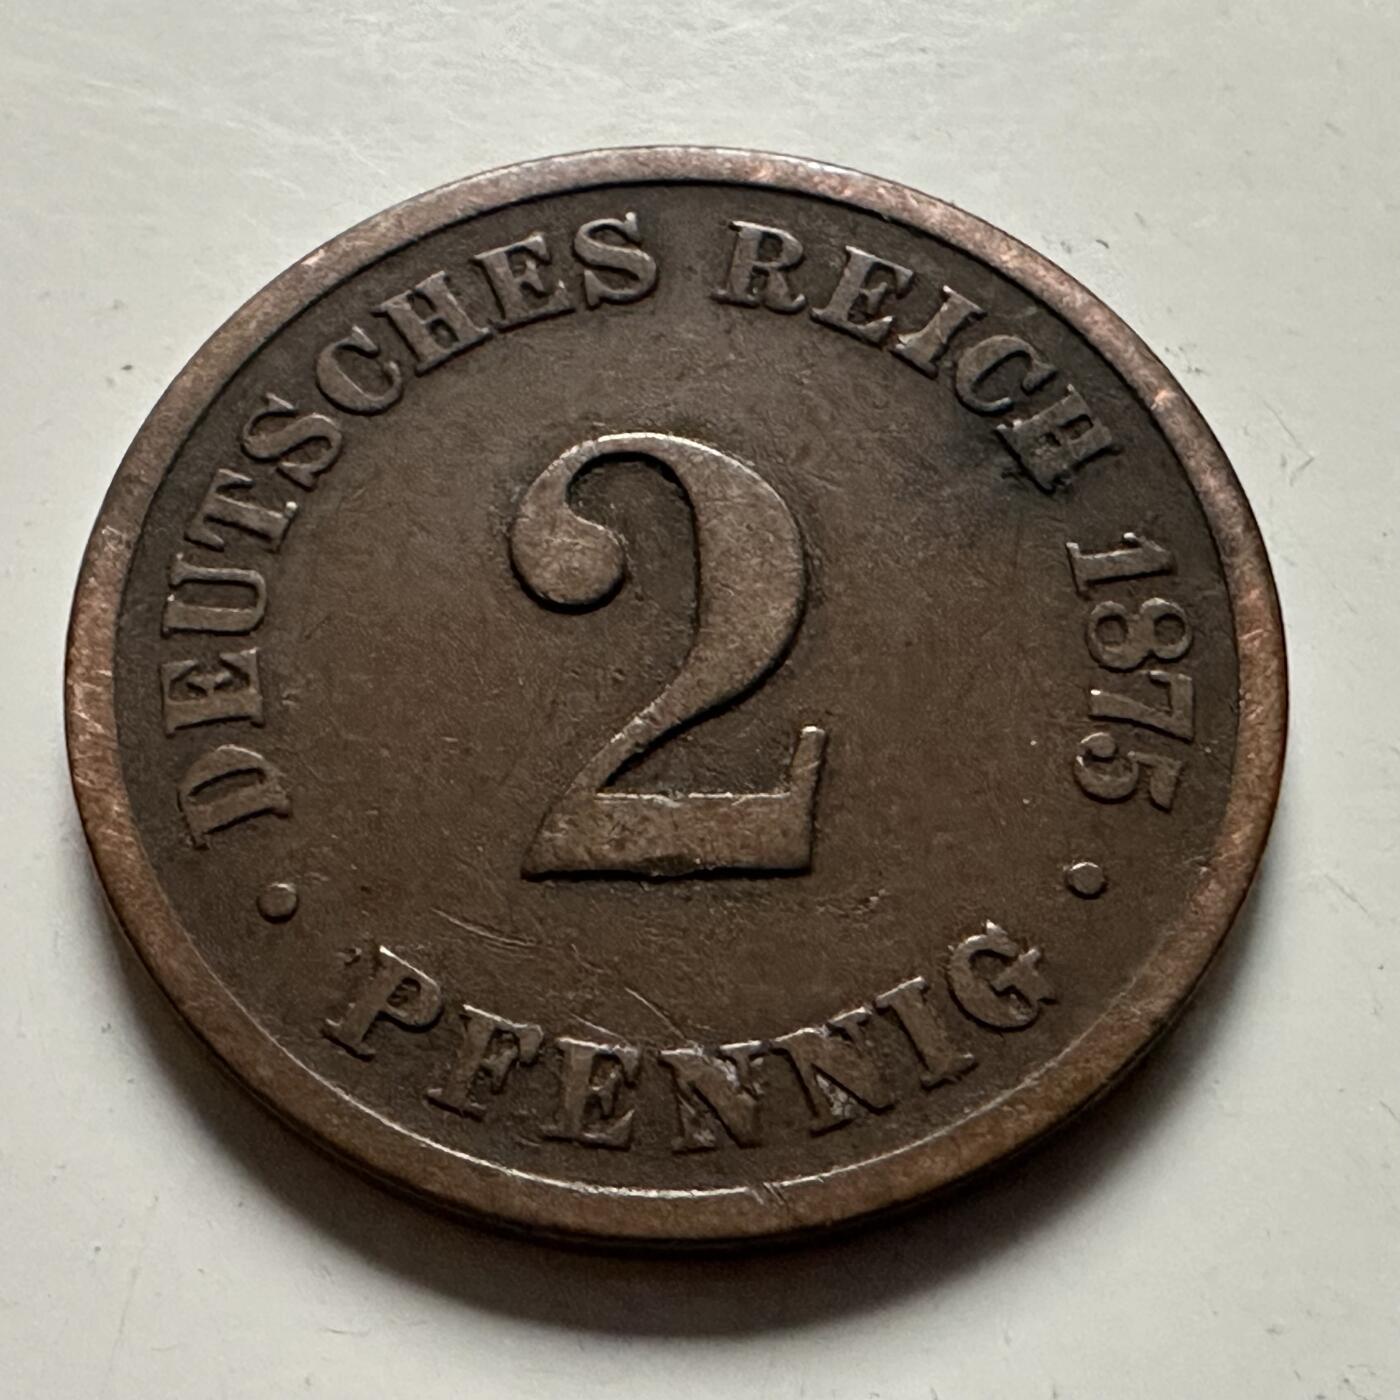 DEUTSCHES REICH 1875
2
PFENNIG